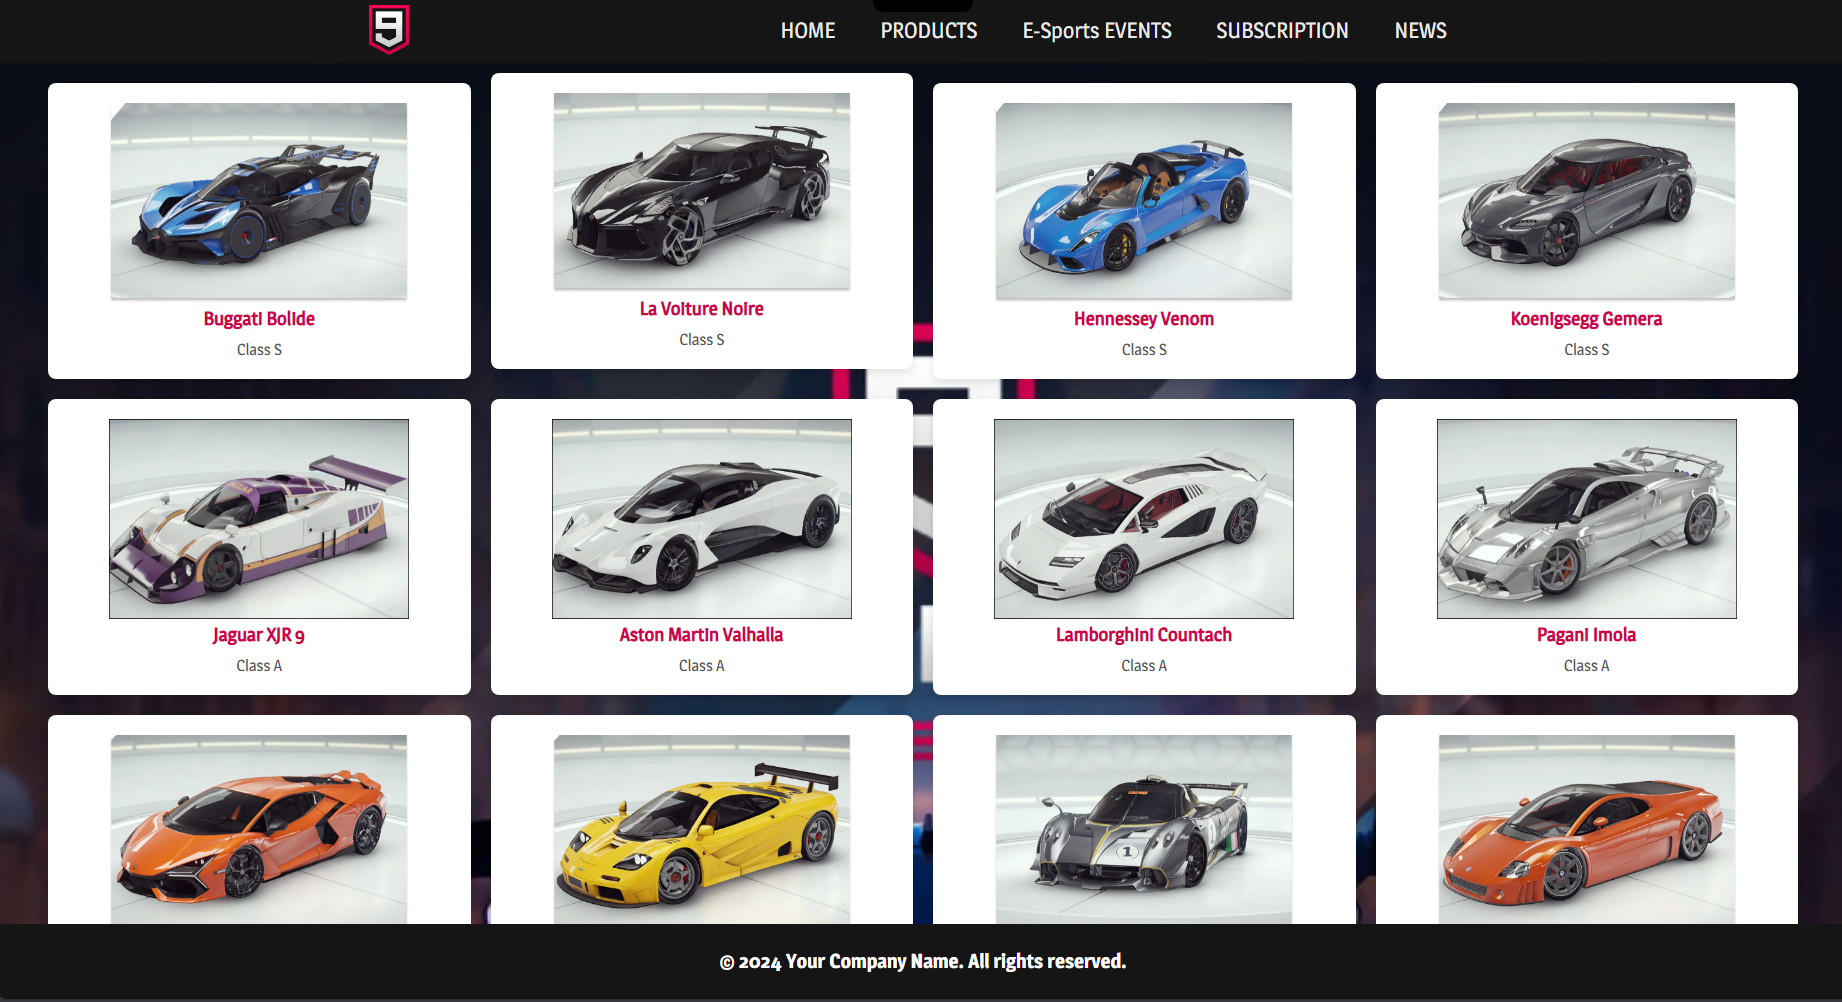 9
HOME PRODUCTS E-Sports EVENTS SUBSCRIPTION NEWS
Buggati Bolide
Class S
La Voiture Noire
Class S
Hennessey Venom
Class S
Koenigsegg Gemera
Class S
Jaguar XJR 9
Class A
Aston Martin Valhalla
Class A
Lamborghini Countach
Class A
Pagani Imola
Class A
1
© 2024 Your Company Name. All rights reserved.